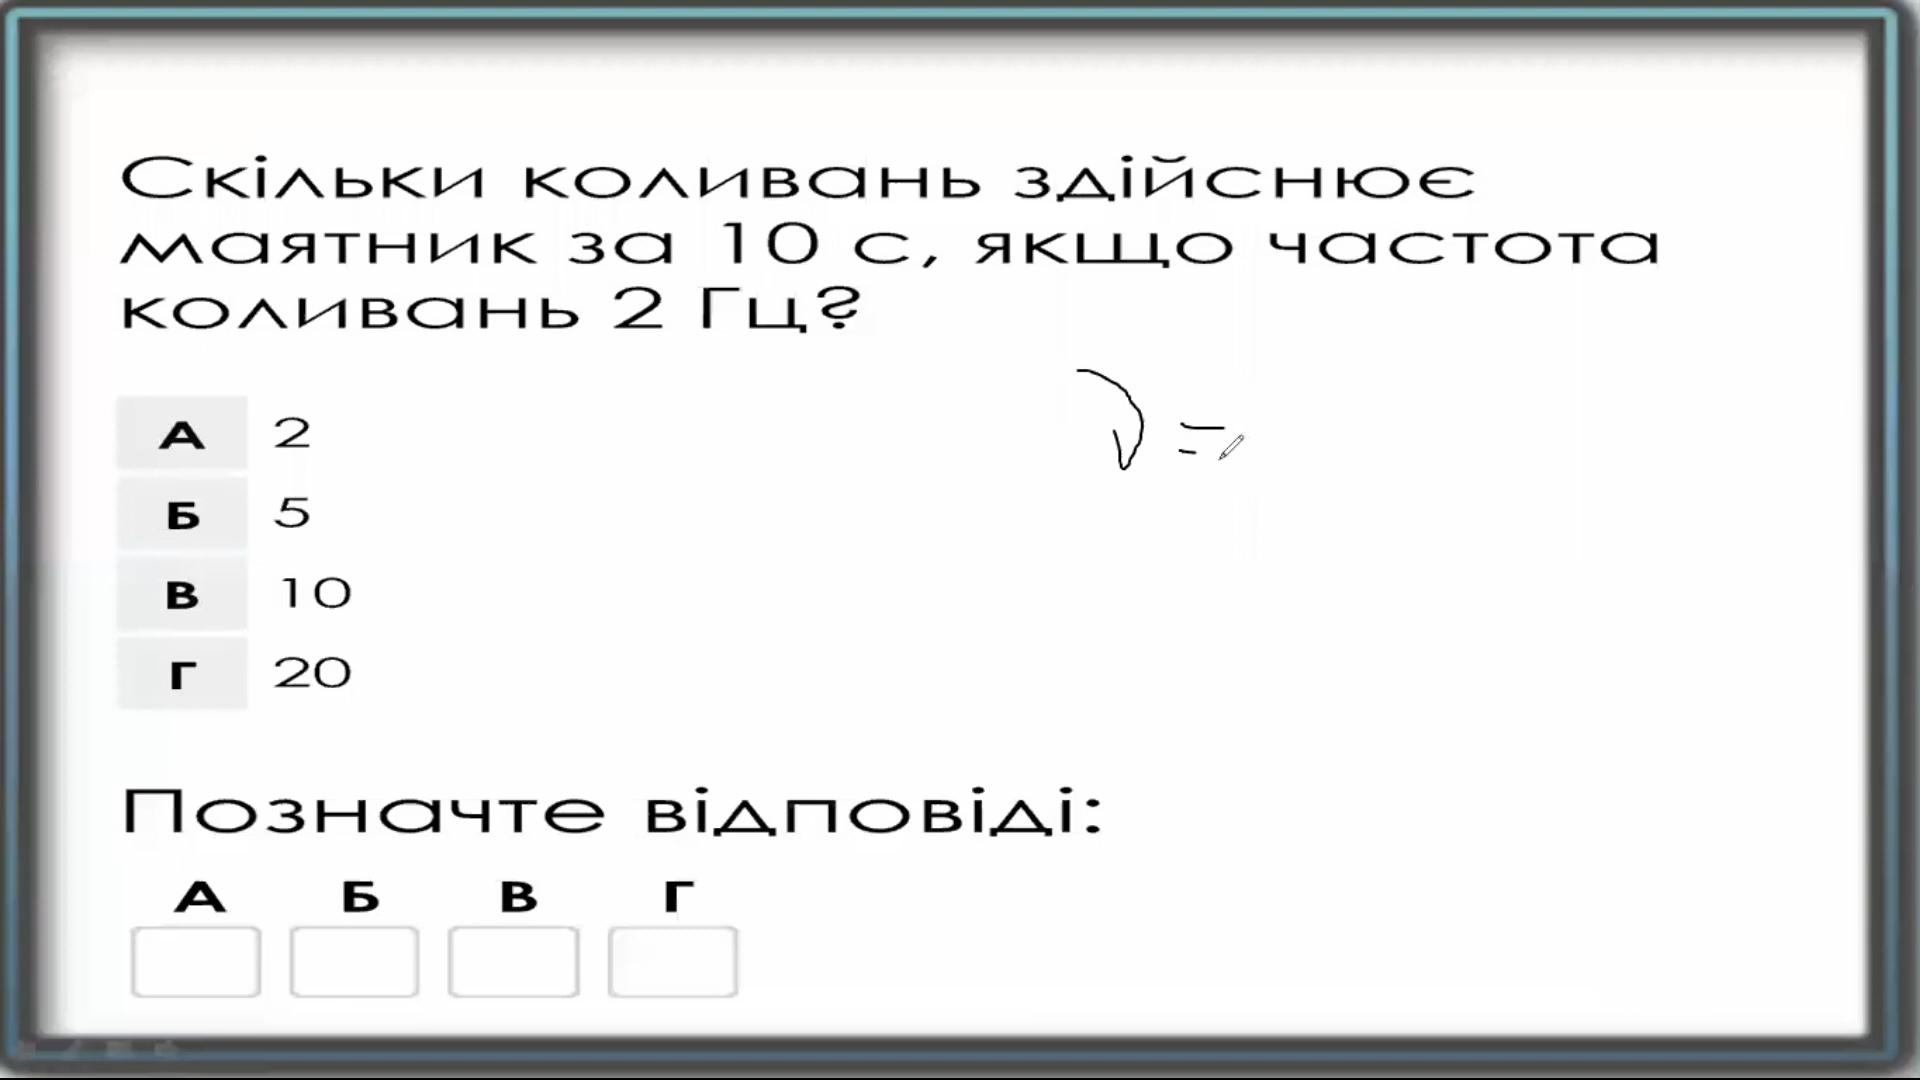 Скільки коливань здійснює
маятник за 10 с, якщо частота
коливань 2 Гц?
А 2
Б 5
В 10
Г 20
ν =
Позначте відповіді:
А Б В Г